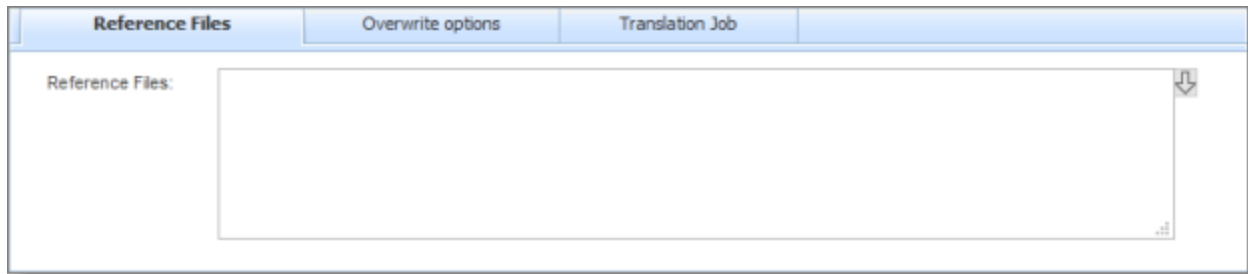 Reference Files
Overwrite options
Translation Job
Reference Files: